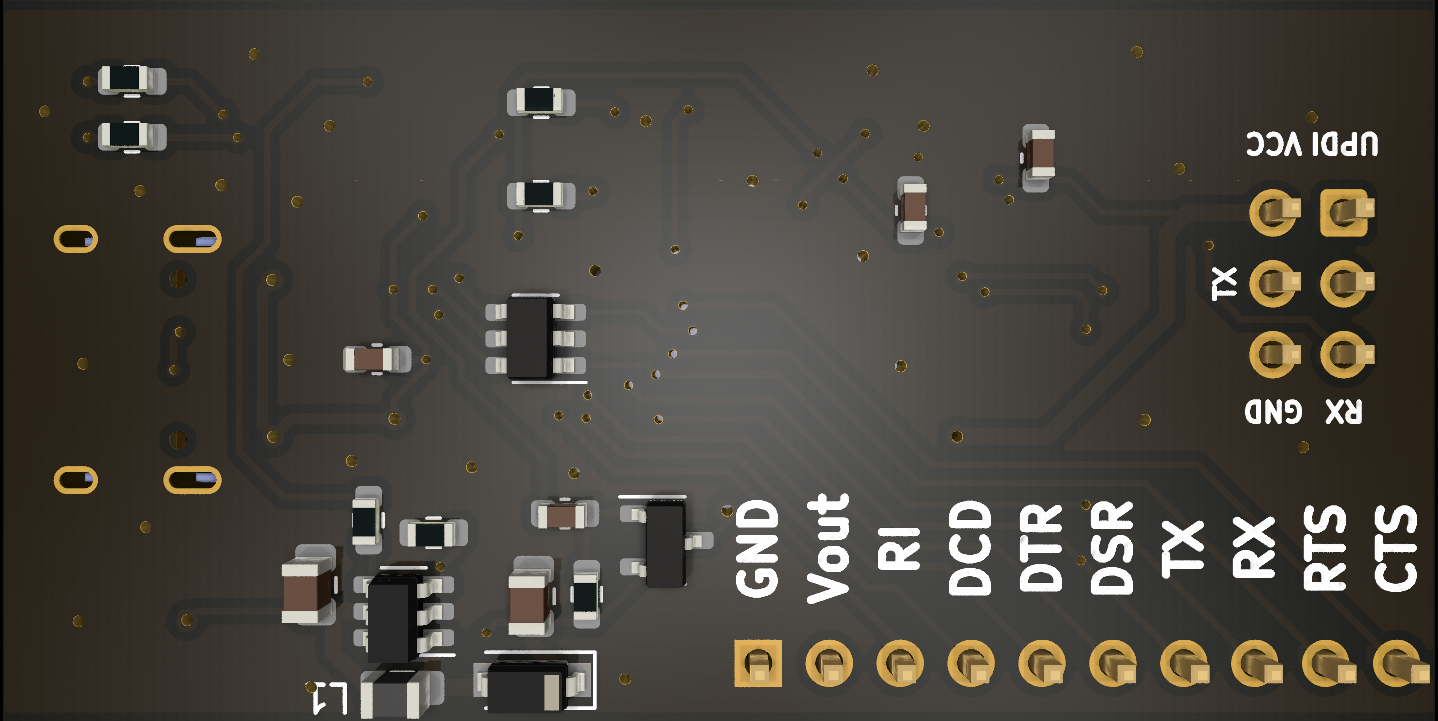 UPDI VCC
TX
GND RX
GND
Vout
RI
DCD
DTR
DSR
TX
RX
RTS
CTS
L1